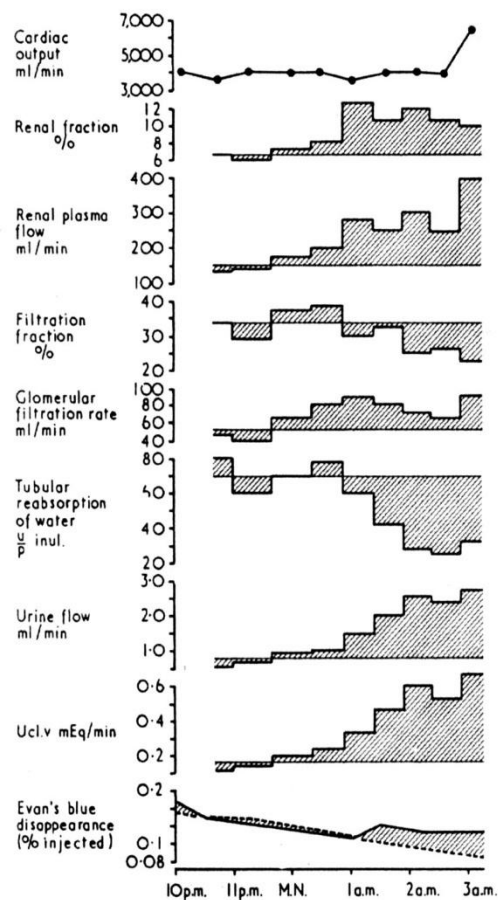 Cardiac
output
ml/min
7,000
5,000
3,000
Renal fraction
%
12
10
8
6
Renal plasma
flow
ml/min
400
300
200
100
Filtration
fraction
%
40
30
20
Glomerular
filtration rate
ml/min
100
80
60
40
Tubular
reabsorption
of water
u/p inul.
80
60
40
20
Urine flow
ml/min
3·0
2·0
1·0
Ucl.v mEq/min
0·6
0·4
0·2
Evan's blue
disappearance
(% injected)
0·2
0·1
0·08
10p.m. 11p.m. M.N. 1a.m. 2a.m. 3a.m.